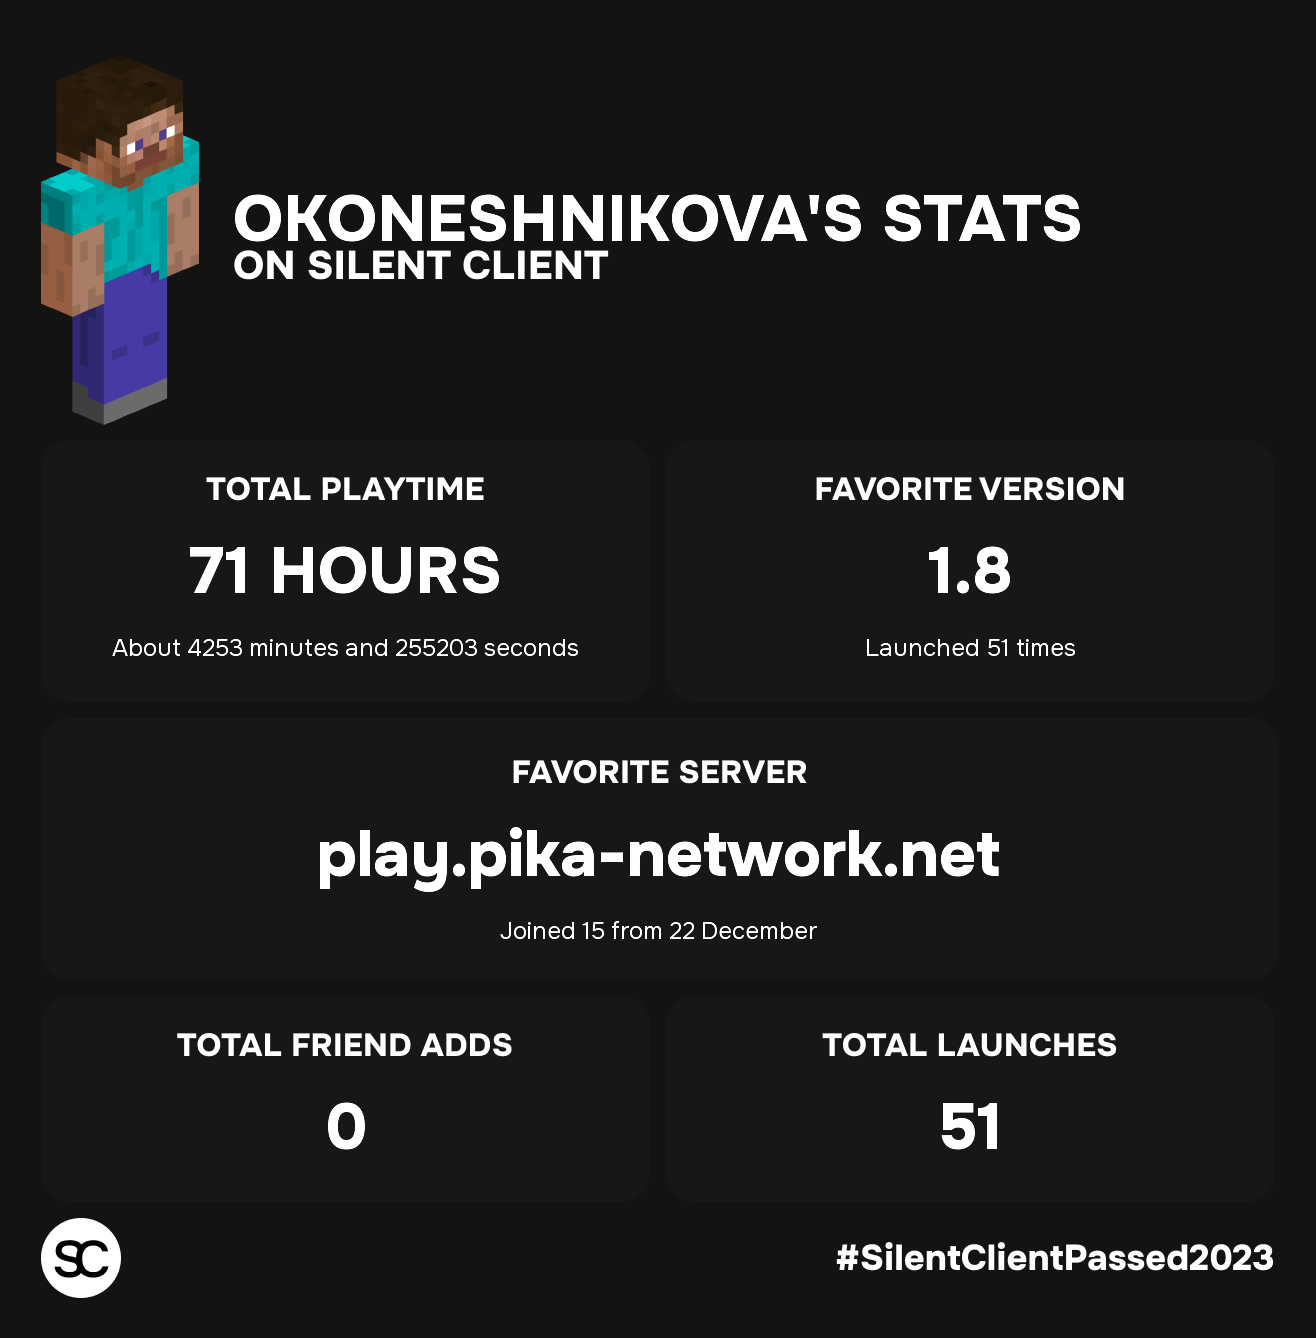 OKONESHNIKOVA'S STATS
ON SILENT CLIENT
TOTAL PLAYTIME
71 HOURS
About 4253 minutes and 255203 seconds
FAVORITE VERSION
1.8
Launched 51 times
FAVORITE SERVER
play.pika-network.net
Joined 15 from 22 December
TOTAL FRIEND ADDS
0
TOTAL LAUNCHES
51
SC
#SilentClientPassed2023